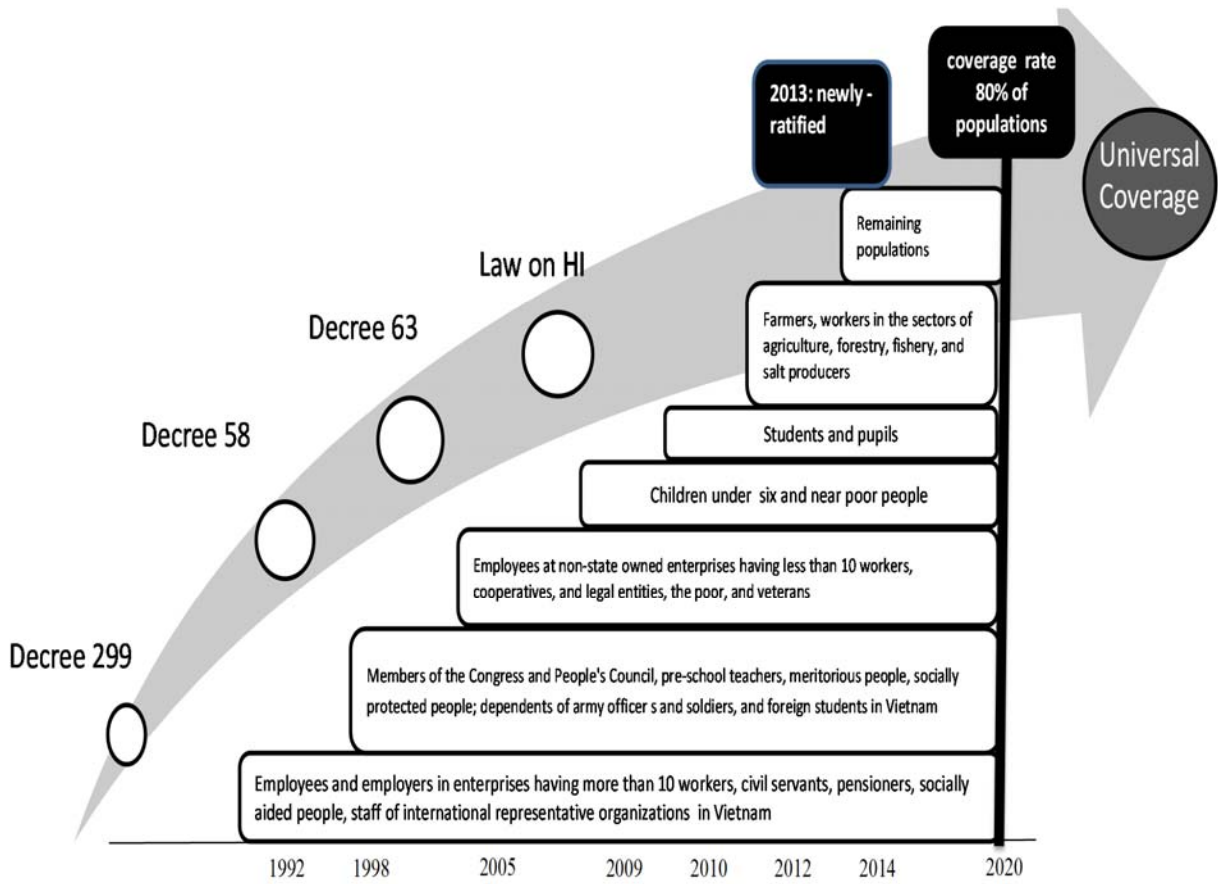 coverage rate
80% of
populations
2013: newly -
ratified
Universal
Coverage
Remaining
populations
Law on HI
Farmers, workers in the sectors of
agriculture, forestry, fishery, and
salt producers
Decree 63
Students and pupils
Decree 58
Children under six and near poor people
Employees at non-state owned enterprises having less than 10 workers,
cooperatives, and legal entities, the poor, and veterans
Decree 299
Members of the Congress and People's Council, pre-school teachers, meritorious people, socially
protected people; dependents of army officer s and soldiers, and foreign students in Vietnam
Employees and employers in enterprises having more than 10 workers, civil servants, pensioners, socially
aided people, staff of international representative organizations in Vietnam
1992 1998 2005 2009 2010 2012 2014 2020